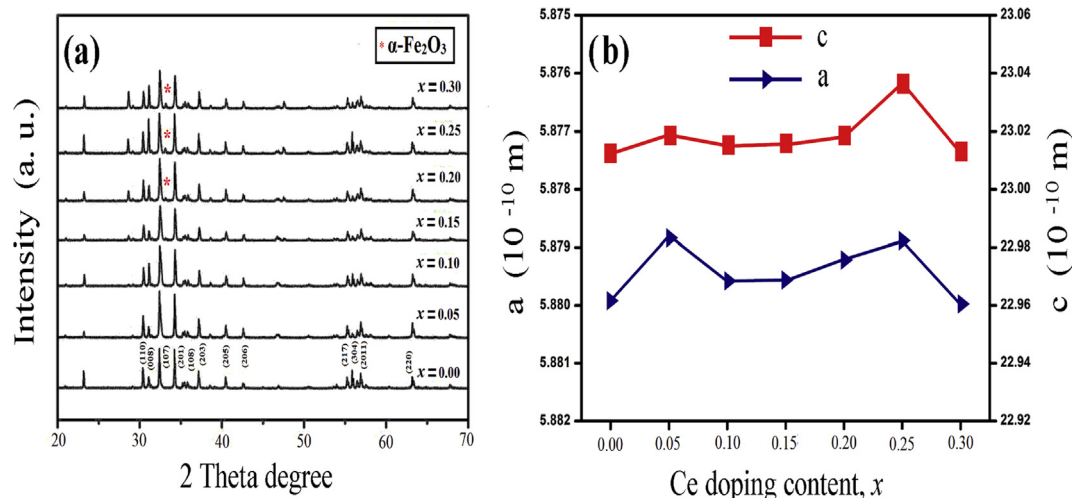 (a)
* α-Fe₂O₃
x = 0.30
x = 0.25
x = 0.20
x = 0.15
x = 0.10
x = 0.05
x = 0.00
(110)
(008)
(107)
(201)
(108)
(203)
(205)
(206)
(217)
(304)
(2011)
(220)
Intensity (a. u.)
20 30 40 50 60 70
2 Theta degree
(b)
c
a
5.875
5.876
5.877
5.878
5.879
5.880
5.881
5.882
a (10 ⁻¹⁰ m)
23.06
23.04
23.02
23.00
22.98
22.96
22.94
22.92
c (10 ⁻¹⁰ m)
0.00 0.05 0.10 0.15 0.20 0.25 0.30
Ce doping content, x